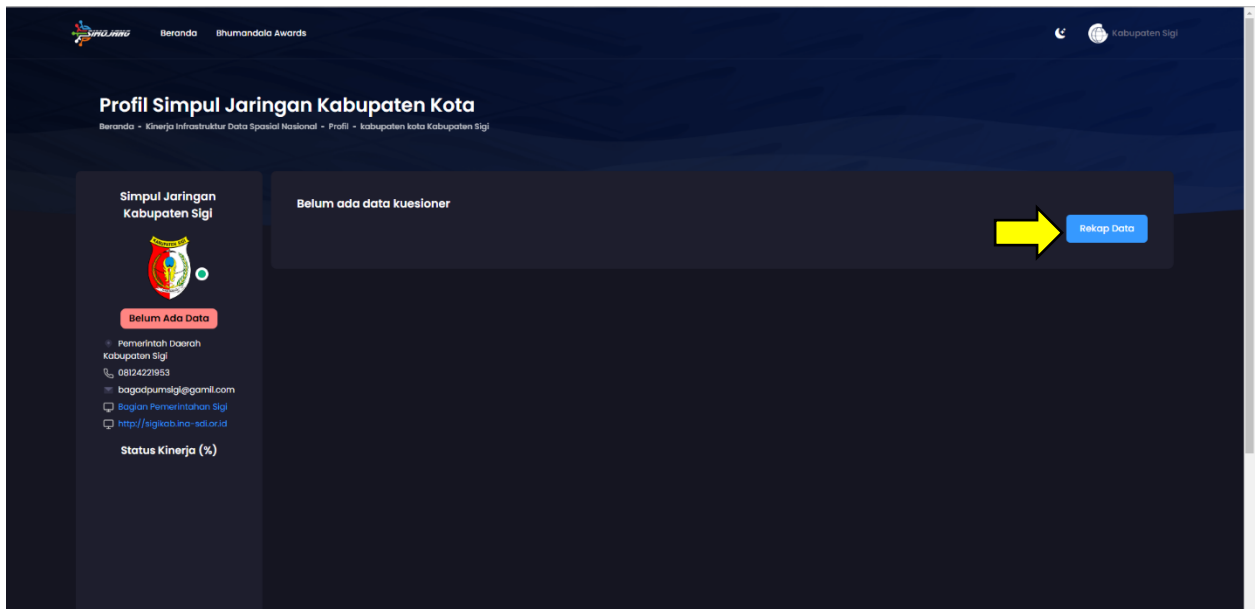 SIMOJANG
Beranda Bhumandala Awards
Kabupaten Sigi
Profil Simpul Jaringan Kabupaten Kota
Beranda - Kinerja Infrastruktur Data Spasial Nasional - Profil - kabupaten kota Kabupaten Sigi
Simpul Jaringan
Kabupaten Sigi
KABUPATEN SIGI
Belum Ada Data
Pemerintah Daerah
Kabupaten Sigi
08124221953
bagadpumsigi@gamil.com
Bagian Pemerintahan Sigi
http://sigikab.ina-sdi.or.id
Status Kinerja (%)
Belum ada data kuesioner
Rekap Data